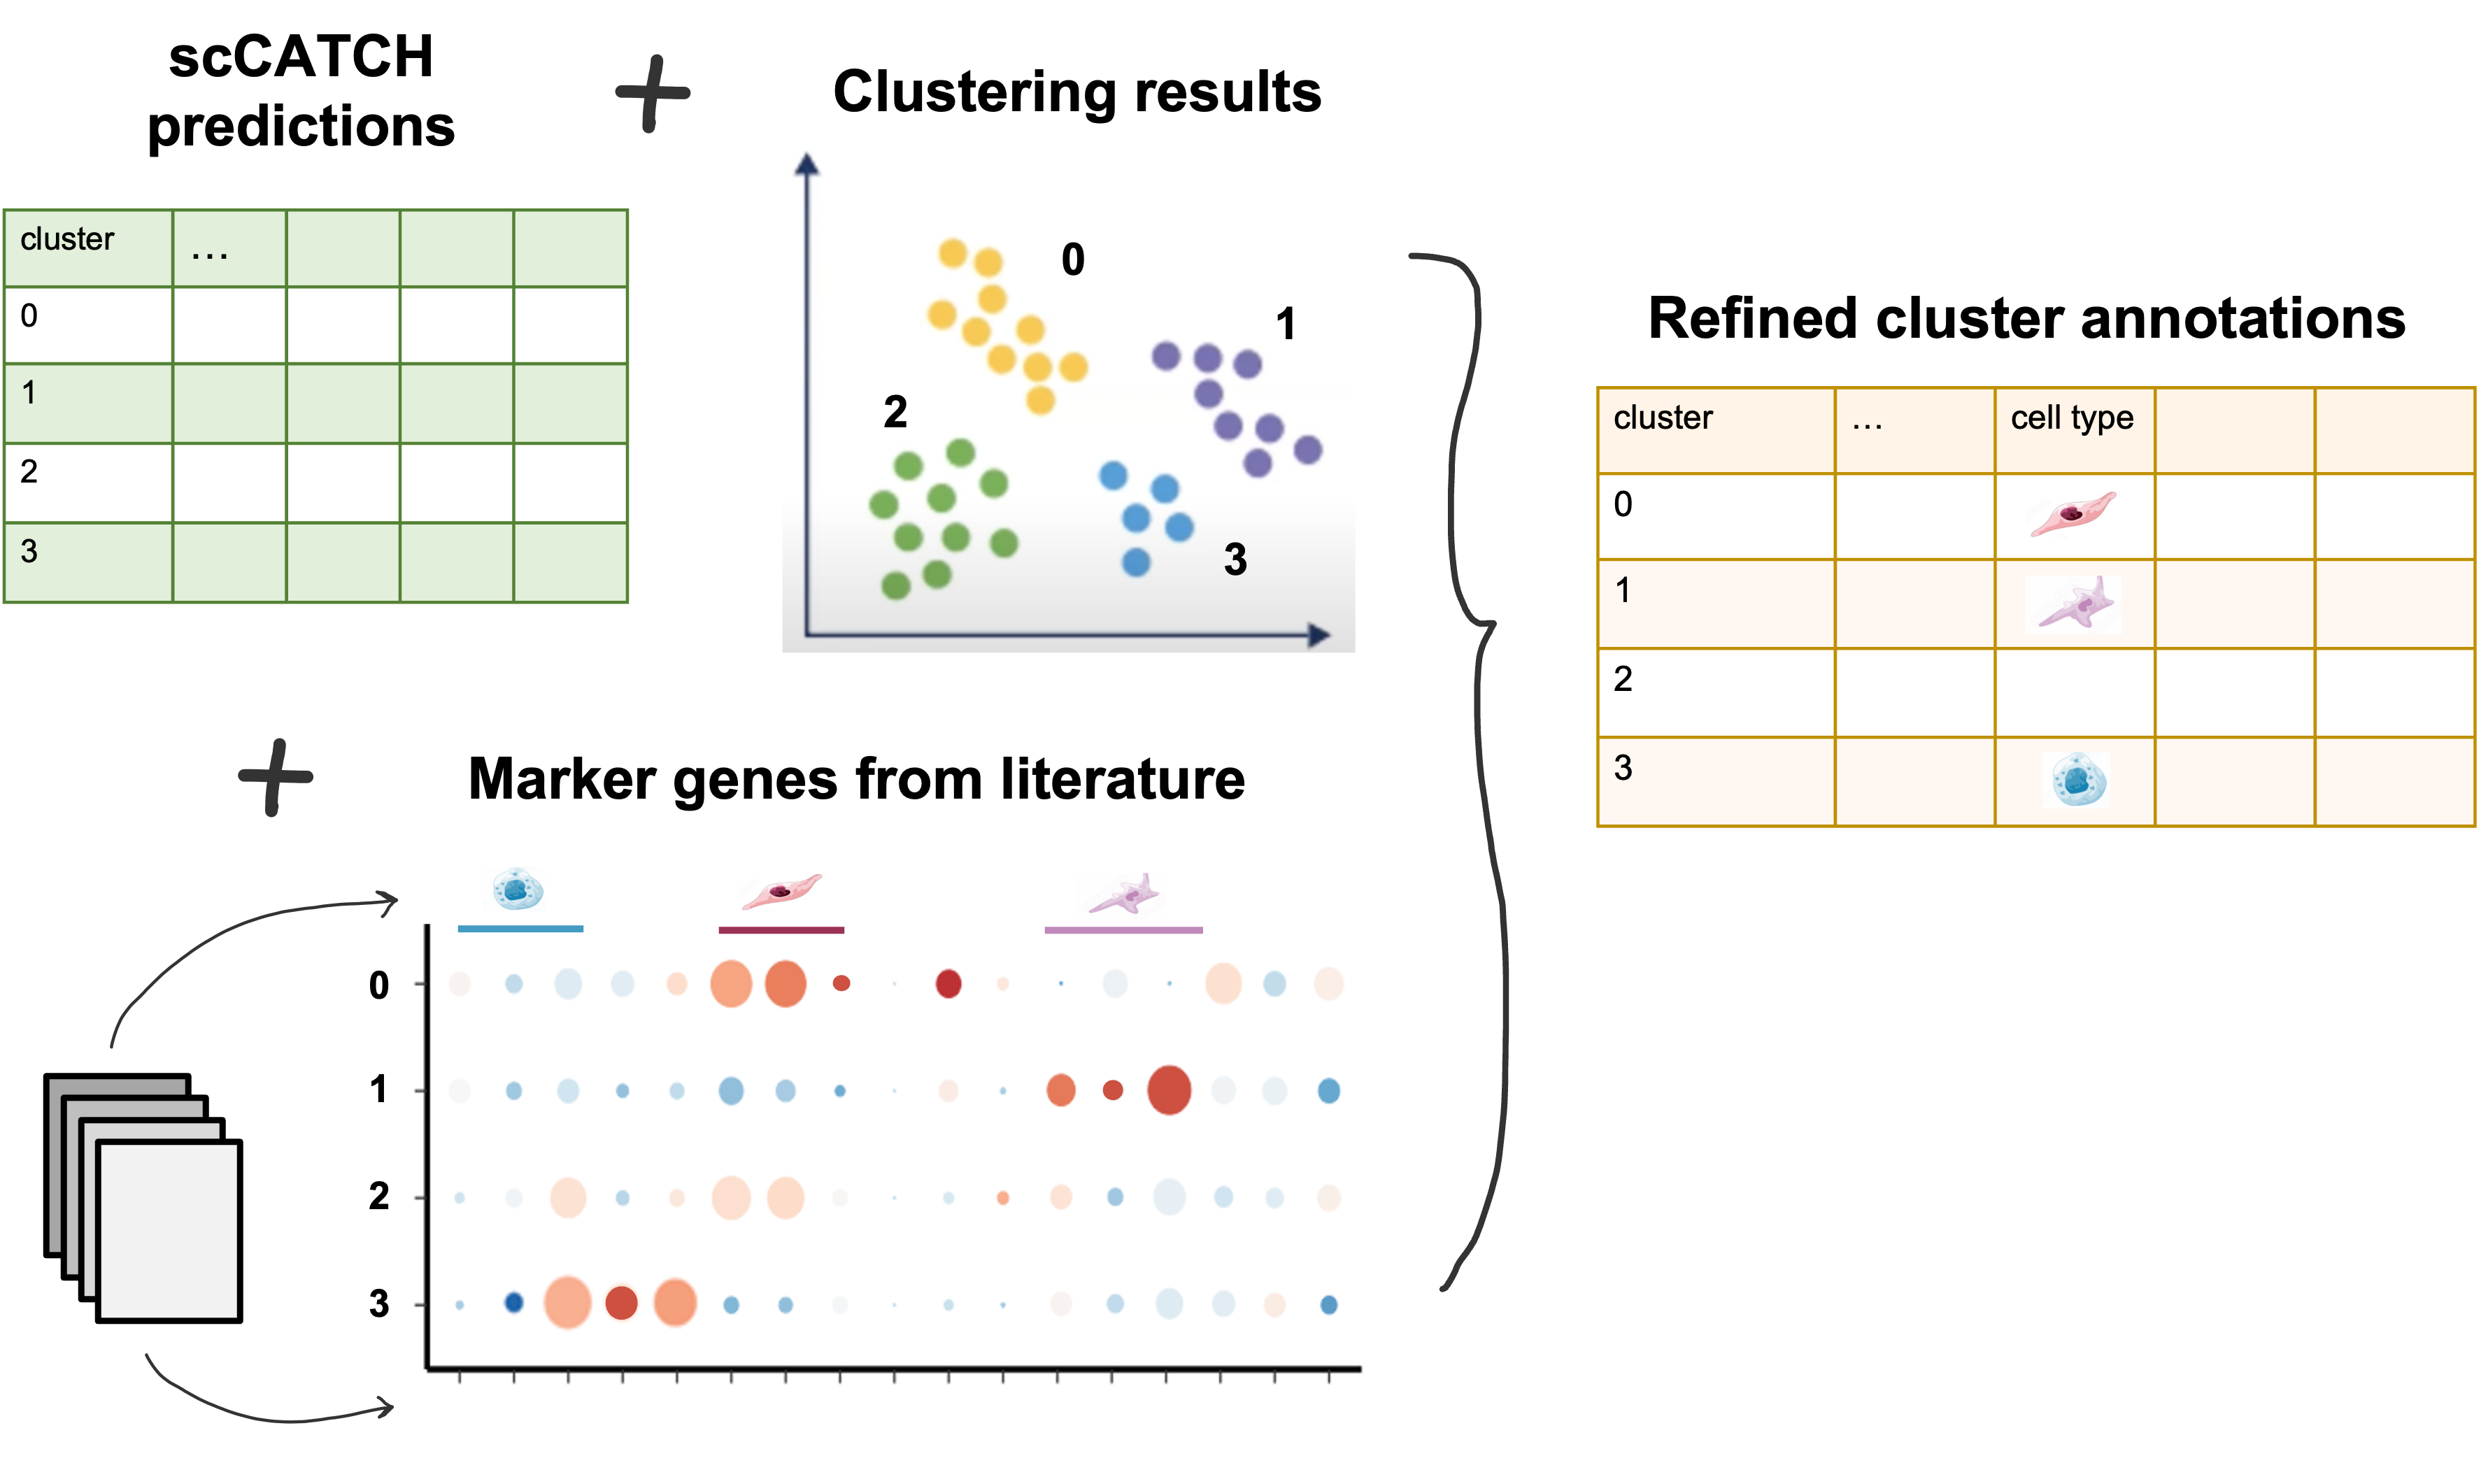 scCATCH
predictions
Clustering results
cluster …
0
1
2
3
0
1
2
3
Refined cluster annotations
cluster … cell type
0
1
2
3
Marker genes from literature
0
1
2
3